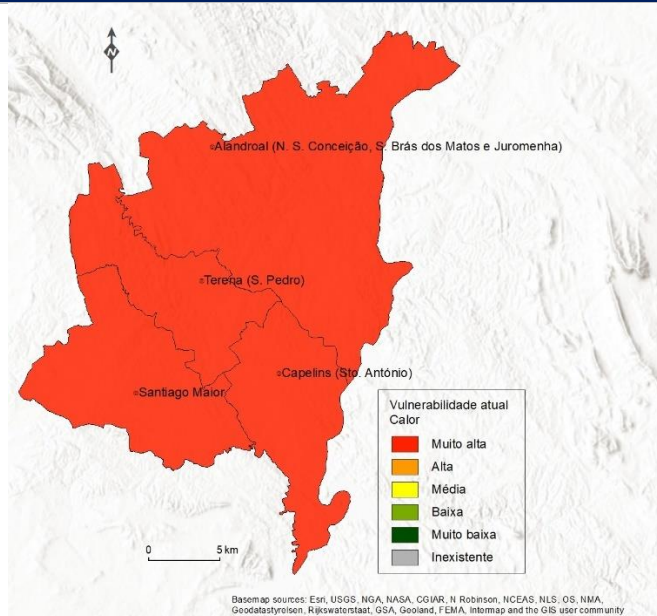 N
Alandroal (N. S. Conceição, S. Brás dos Matos e Juromenha)
Terena (S. Pedro)
Capelins (Sto. António)
Santiago Maior
Vulnerabilidade atual
Calor
Muito alta
Alta
Média
Baixa
Muito baixa
Inexistente
0 5 km
Basemap sources: Esri, USGS, NGA, NASA, CGIAR, N Robinson, NCEAS, NLS, OS, NMA,
Geodatastyrelsen, Rijkswaterstaat, GSA, Geoland, FEMA, Intermap and the GIS user community